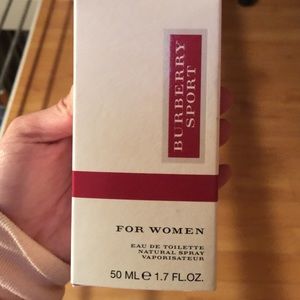 BURBERRY
SPORT
FOR WOMEN
EAU DE TOILETTE
NATURAL SPRAY
VAPORISATEUR
50 ML ℮ 1.7 FL.OZ.